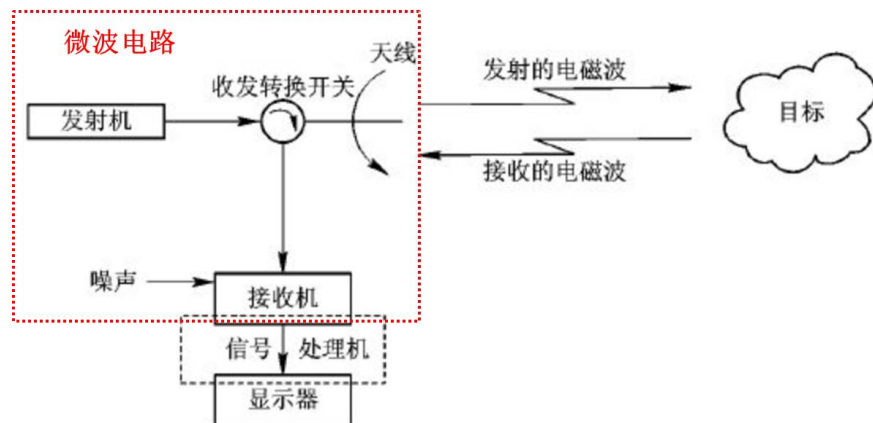 微波电路
天线
收发转换开关
发射机
发射的电磁波
目标
接收的电磁波
噪声
接收机
信号 处理机
显示器